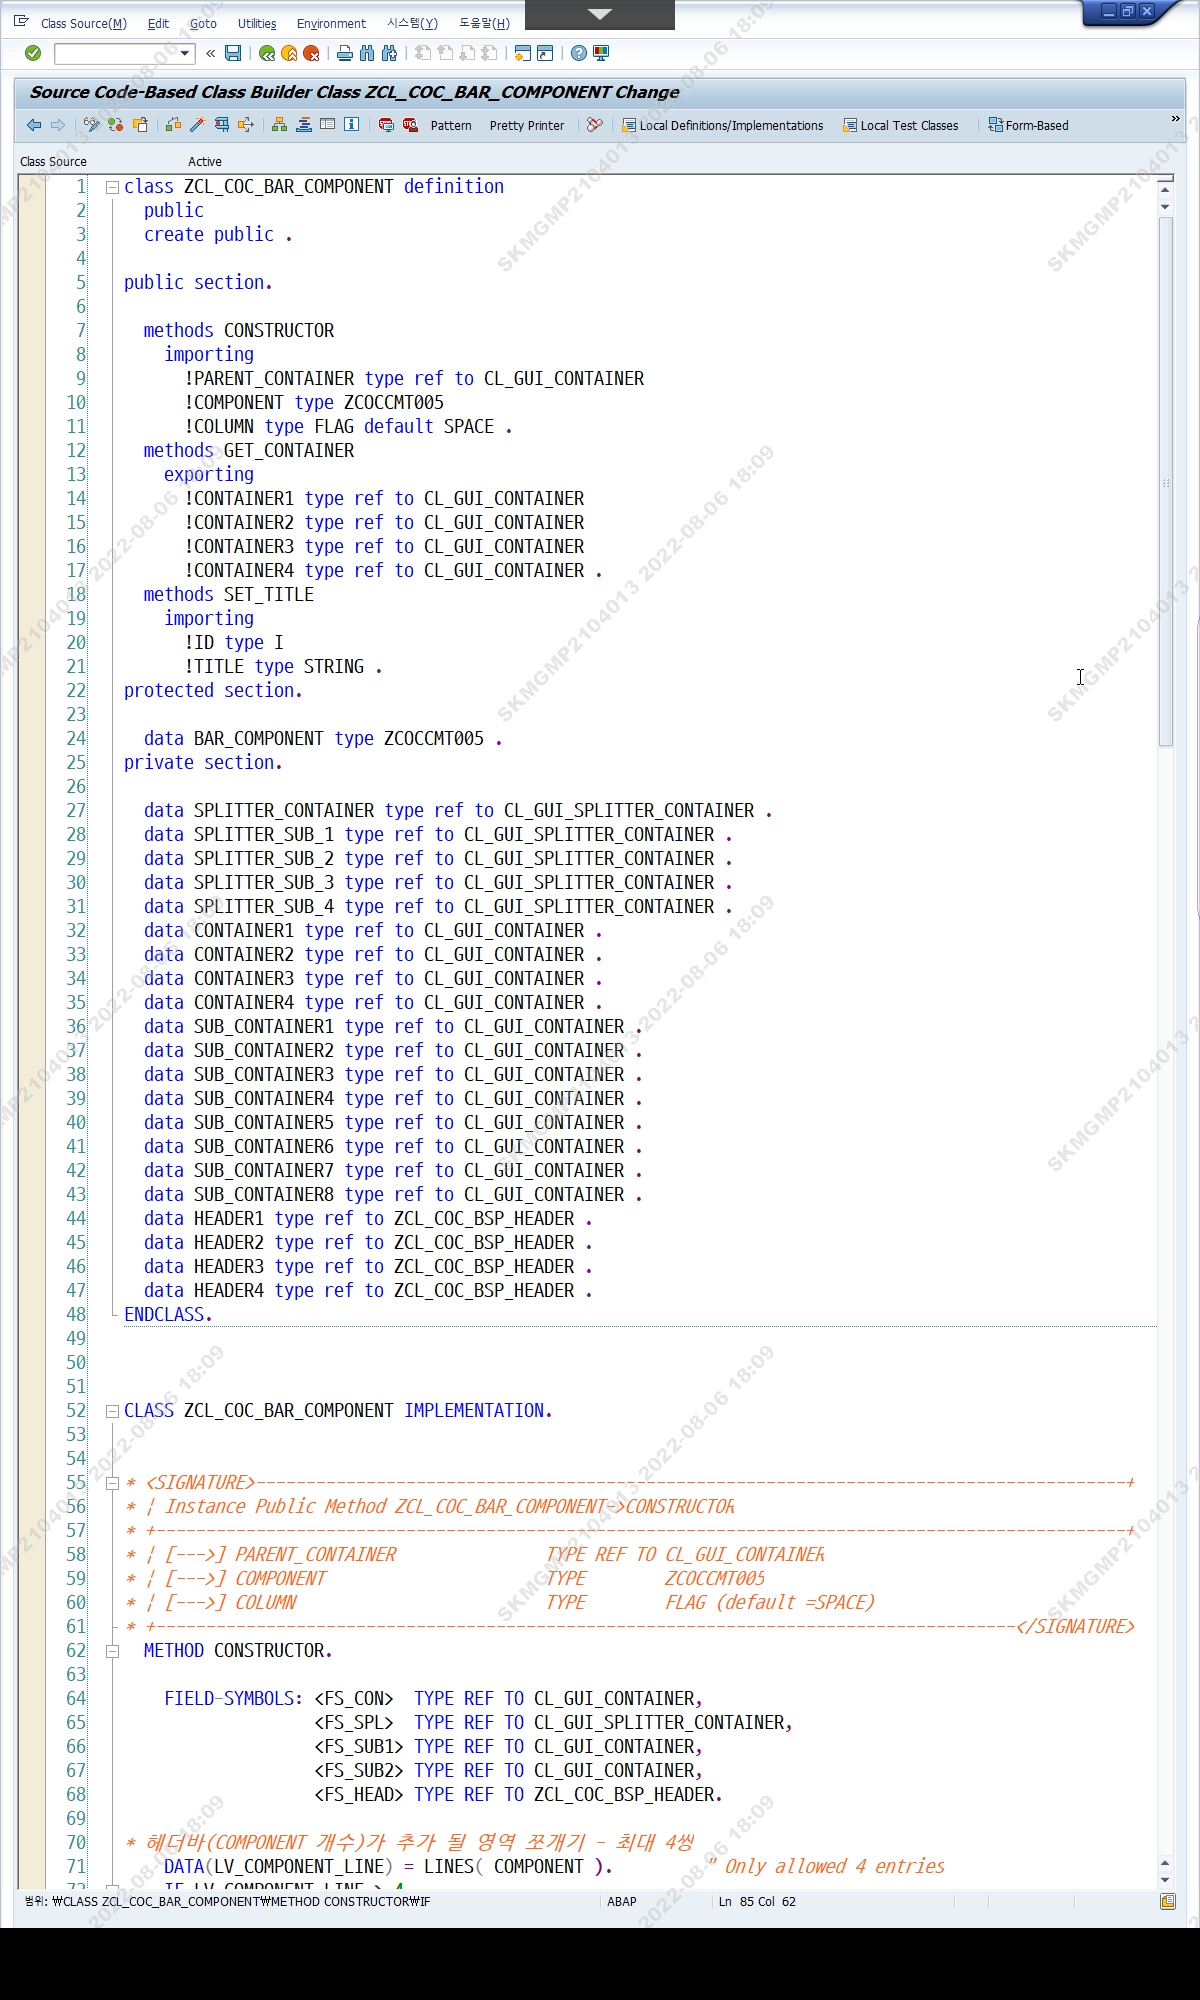 Class Source(M) Edit Goto Utilities Environment 시스템(Y) 도움말(H)
Source Code-Based Class Builder Class ZCL_COC_BAR_COMPONENT Change
Pattern Pretty Printer Local Definitions/Implementations Local Test Classes Form-Based »
Class Source Active
1 class ZCL_COC_BAR_COMPONENT definition
2 public
3 create public .
4
5 public section.
6
7 methods CONSTRUCTOR
8 importing
9 !PARENT_CONTAINER type ref to CL_GUI_CONTAINER
10 !COMPONENT type ZCOCCMT005
11 !COLUMN type FLAG default SPACE .
12 methods GET_CONTAINER
13 exporting
14 !CONTAINER1 type ref to CL_GUI_CONTAINER
15 !CONTAINER2 type ref to CL_GUI_CONTAINER
16 !CONTAINER3 type ref to CL_GUI_CONTAINER
17 !CONTAINER4 type ref to CL_GUI_CONTAINER .
18 methods SET_TITLE
19 importing
20 !ID type I
21 !TITLE type STRING .
22 protected section.
23
24 data BAR_COMPONENT type ZCOCCMT005 .
25 private section.
26
27 data SPLITTER_CONTAINER type ref to CL_GUI_SPLITTER_CONTAINER .
28 data SPLITTER_SUB_1 type ref to CL_GUI_SPLITTER_CONTAINER .
29 data SPLITTER_SUB_2 type ref to CL_GUI_SPLITTER_CONTAINER .
30 data SPLITTER_SUB_3 type ref to CL_GUI_SPLITTER_CONTAINER .
31 data SPLITTER_SUB_4 type ref to CL_GUI_SPLITTER_CONTAINER .
32 data CONTAINER1 type ref to CL_GUI_CONTAINER .
33 data CONTAINER2 type ref to CL_GUI_CONTAINER .
34 data CONTAINER3 type ref to CL_GUI_CONTAINER .
35 data CONTAINER4 type ref to CL_GUI_CONTAINER .
36 data SUB_CONTAINER1 type ref to CL_GUI_CONTAINER .
37 data SUB_CONTAINER2 type ref to CL_GUI_CONTAINER .
38 data SUB_CONTAINER3 type ref to CL_GUI_CONTAINER .
39 data SUB_CONTAINER4 type ref to CL_GUI_CONTAINER .
40 data SUB_CONTAINER5 type ref to CL_GUI_CONTAINER .
41 data SUB_CONTAINER6 type ref to CL_GUI_CONTAINER .
42 data SUB_CONTAINER7 type ref to CL_GUI_CONTAINER .
43 data SUB_CONTAINER8 type ref to CL_GUI_CONTAINER .
44 data HEADER1 type ref to ZCL_COC_BSP_HEADER .
45 data HEADER2 type ref to ZCL_COC_BSP_HEADER .
46 data HEADER3 type ref to ZCL_COC_BSP_HEADER .
47 data HEADER4 type ref to ZCL_COC_BSP_HEADER .
48 ENDCLASS.
49
50
51
52 CLASS ZCL_COC_BAR_COMPONENT IMPLEMENTATION.
53
54
55 * <SIGNATURE>---------------------------------------------------------------------------------------+
56 * | Instance Public Method ZCL_COC_BAR_COMPONENT->CONSTRUCTOR
57 * +-------------------------------------------------------------------------------------------------+
58 * | [--->] PARENT_CONTAINER TYPE REF TO CL_GUI_CONTAINER
59 * | [--->] COMPONENT TYPE ZCOCCMT005
60 * | [--->] COLUMN TYPE FLAG (default =SPACE)
61 * +--------------------------------------------------------------------------------------</SIGNATURE>
62 METHOD CONSTRUCTOR.
63
64 FIELD-SYMBOLS: <FS_CON> TYPE REF TO CL_GUI_CONTAINER,
65 <FS_SPL> TYPE REF TO CL_GUI_SPLITTER_CONTAINER,
66 <FS_SUB1> TYPE REF TO CL_GUI_CONTAINER,
67 <FS_SUB2> TYPE REF TO CL_GUI_CONTAINER,
68 <FS_HEAD> TYPE REF TO ZCL_COC_BSP_HEADER.
69
70 * 헤더바(COMPONENT 개수)가 추가 될 영역 쪼개기 - 최대 4쌍
71 DATA(LV_COMPONENT_LINE) = LINES( COMPONENT ). " Only allowed 4 entries
72 IF LV_COMPONENT_LINE > 4.
범위: ₩CLASS ZCL_COC_BAR_COMPONENT₩METHOD CONSTRUCTOR₩IF ABAP Ln 85 Col 62
SKMGMP2104013 2022-08-06 18:09